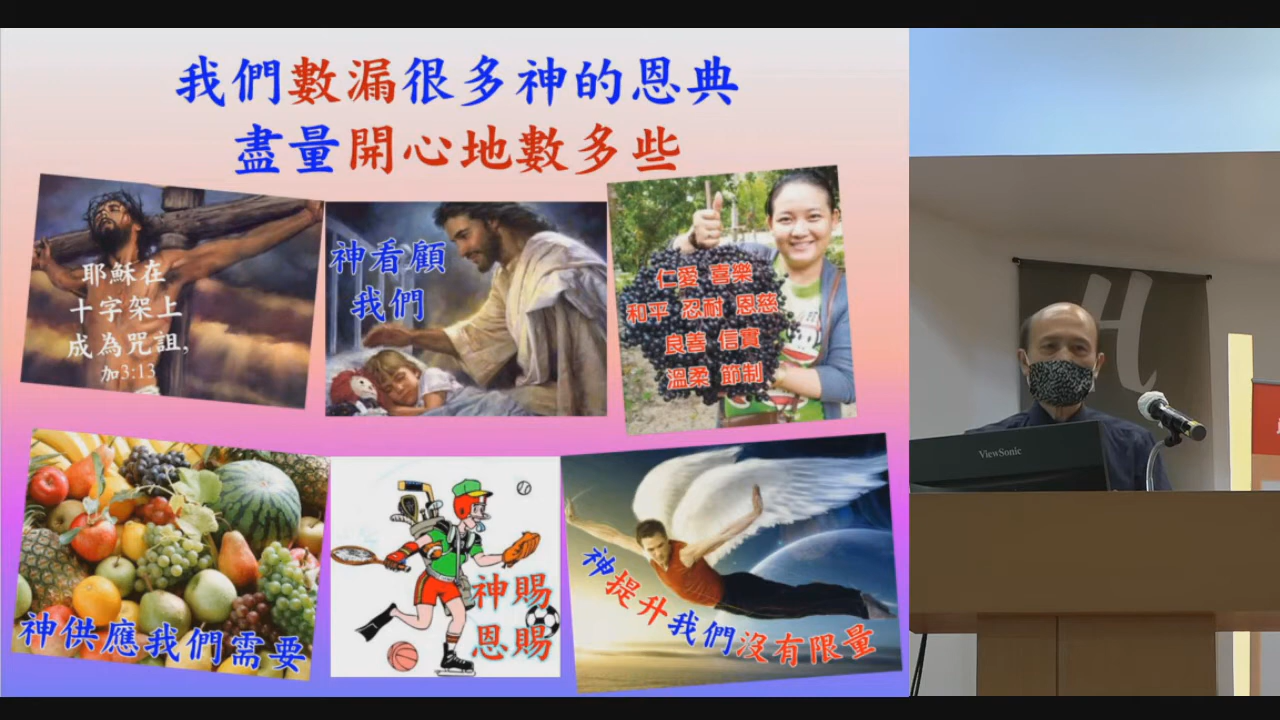 我們數漏很多神的恩典
盡量開心地數多些
耶穌在
十字架上
成為咒詛,
加3:13
神看顧
我們
仁愛 喜樂
和平 忍耐 恩慈
良善 信實
溫柔 節制
神供應我們需要
神賜
恩賜
神提升我們沒有限量
H
ViewSonic